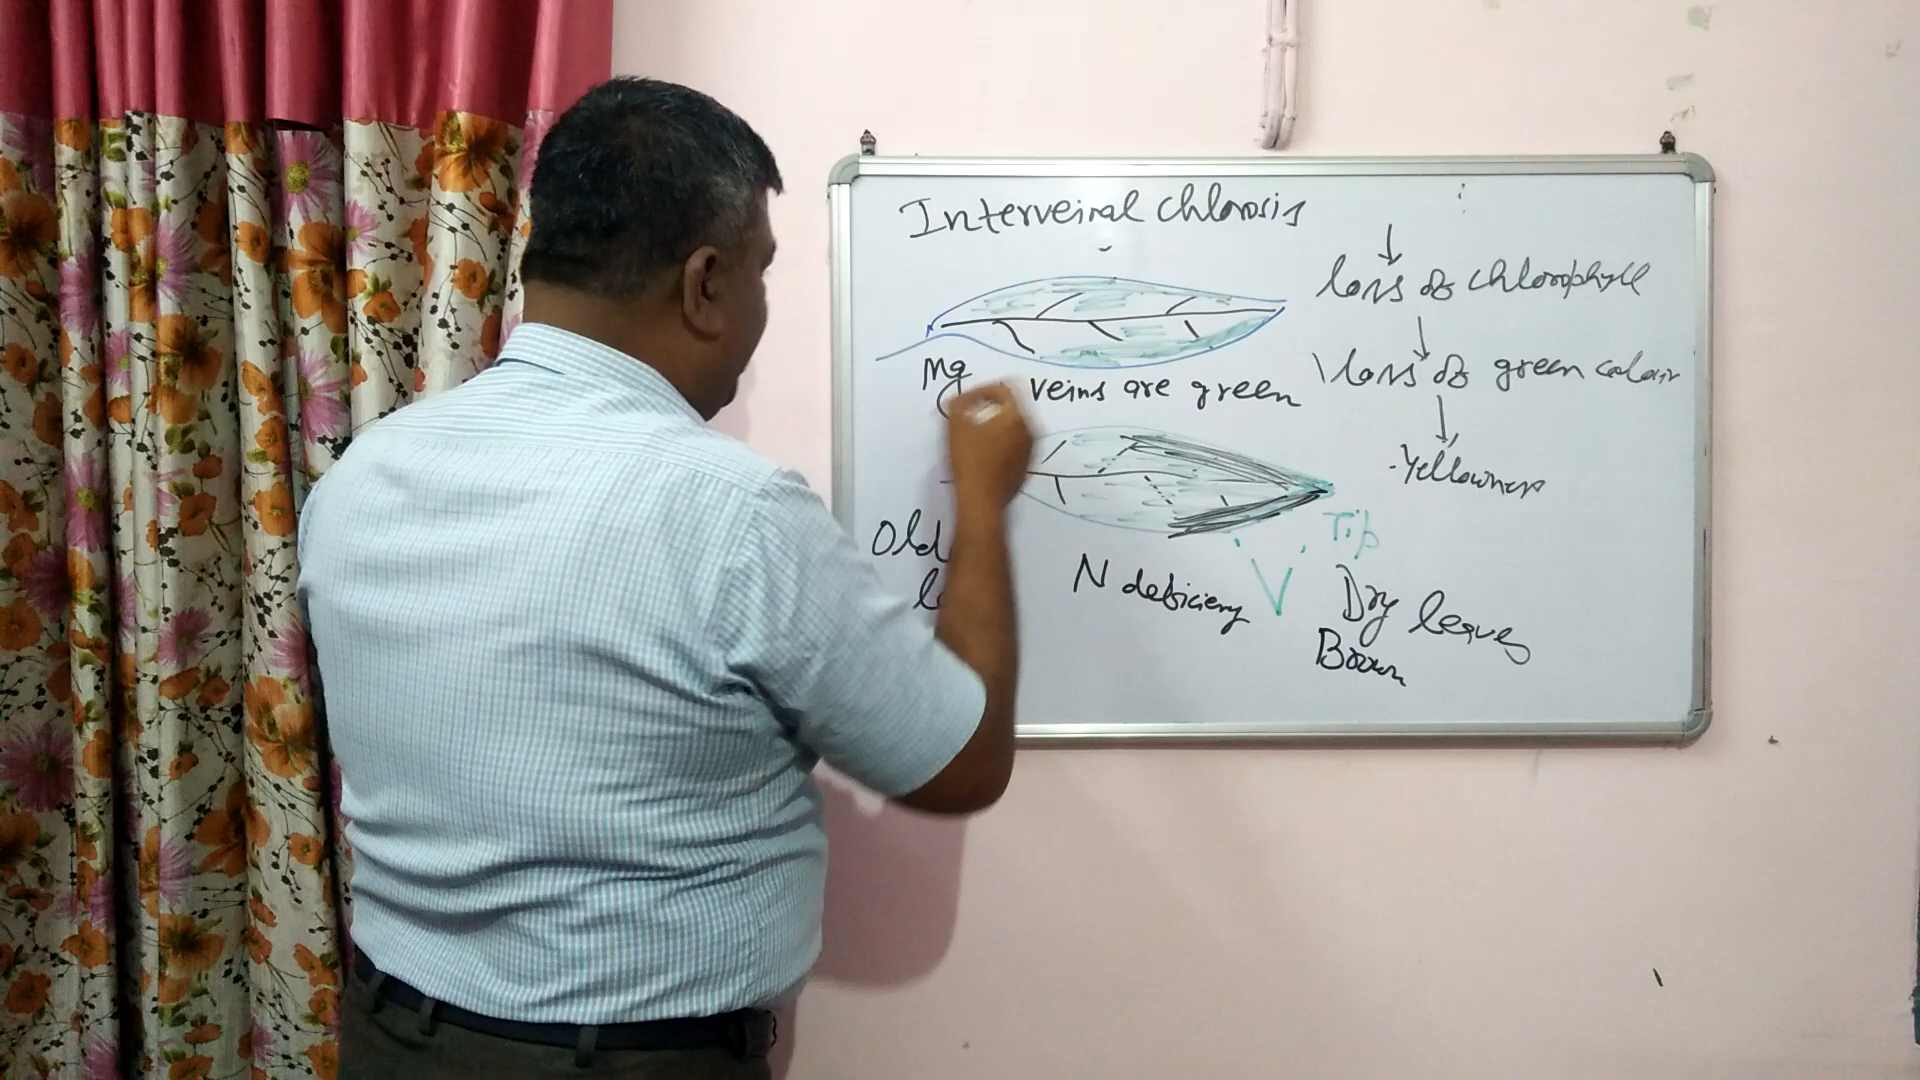 Interveinal chlorosis
loss of chlorophyll
loss of green colour
Yellowness
Mg
veins are green
Tip
Old
N deficiency
V
Dry leaves
Brown